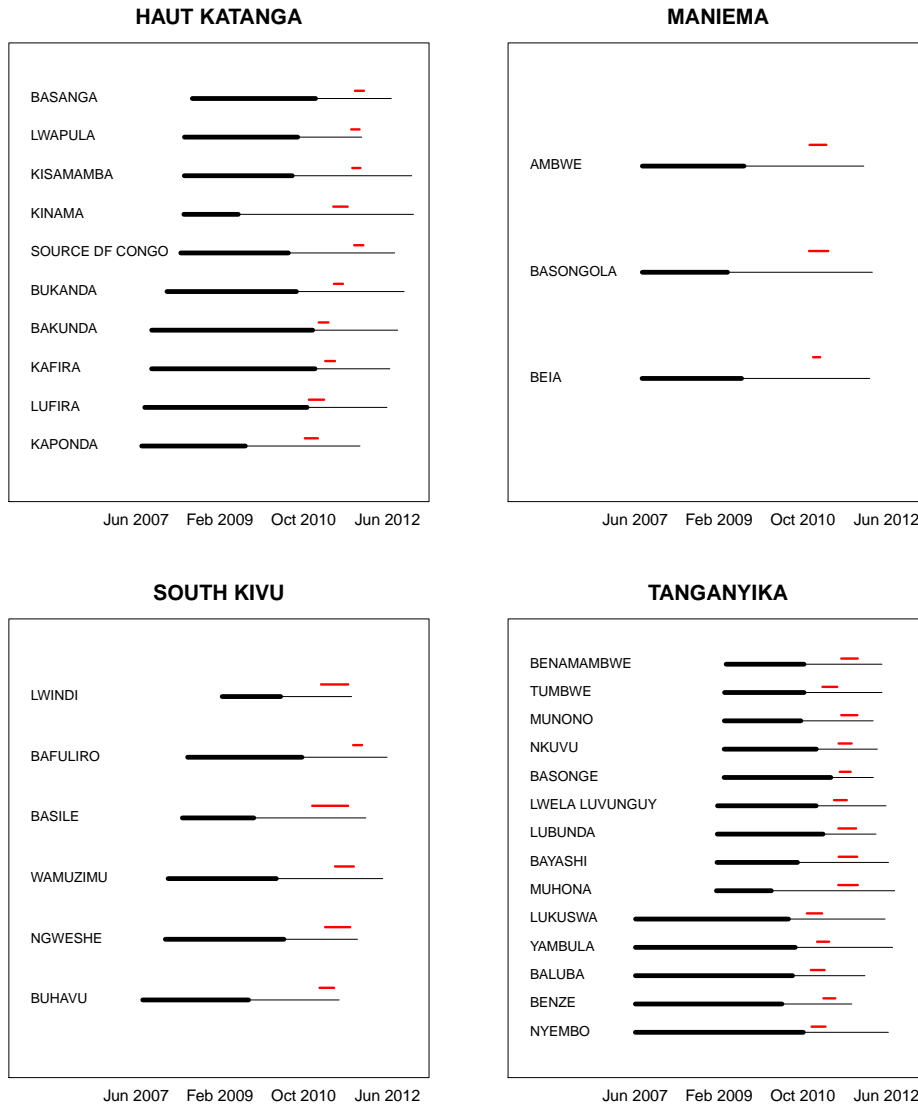 HAUT KATANGA
BASANGA
LWAPULA
KISAMAMBA
KINAMA
SOURCE DF CONGO
BUKANDA
BAKUNDA
KAFIRA
LUFIRA
KAPONDA
Jun 2007 Feb 2009 Oct 2010 Jun 2012
MANIEMA
AMBWE
BASONGOLA
BEIA
Jun 2007 Feb 2009 Oct 2010 Jun 2012
SOUTH KIVU
LWINDI
BAFULIRO
BASILE
WAMUZIMU
NGWESHE
BUHAVU
Jun 2007 Feb 2009 Oct 2010 Jun 2012
TANGANYIKA
BENAMAMBWE
TUMBWE
MUNONO
NKUVU
BASONGE
LWELA LUVUNGUY
LUBUNDA
BAYASHI
MUHONA
LUKUSWA
YAMBULA
BALUBA
BENZE
NYEMBO
Jun 2007 Feb 2009 Oct 2010 Jun 2012